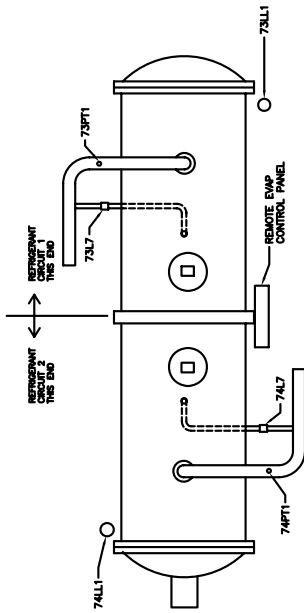 73LL1
73PT1
73L7
REFRIGERANT
CIRCUIT 1
THIS END
REFRIGERANT
CIRCUIT 2
THIS END
REMOTE EVAP
CONTROL PANEL
74L7
74PT1
74LL1